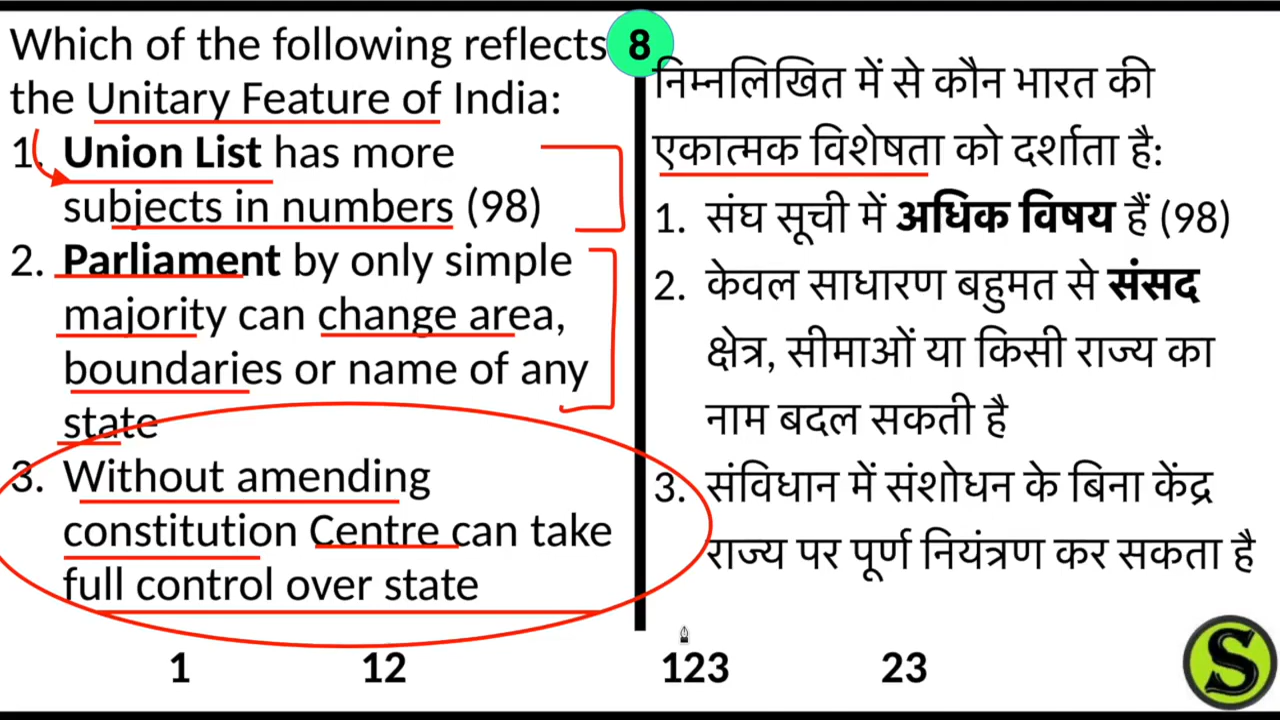 Which of the following reflects
the Unitary Feature of India:
1. Union List has more
subjects in numbers (98)
2. Parliament by only simple
majority can change area,
boundaries or name of any
state
3. Without amending
constitution Centre can take
full control over state
8
निम्नलिखित में से कौन भारत की
एकात्मक विशेषता को दर्शाता है:
1. संघ सूची में अधिक विषय हैं (98)
2. केवल साधारण बहुमत से संसद
क्षेत्र, सीमाओं या किसी राज्य का
नाम बदल सकती है
3. संविधान में संशोधन के बिना केंद्र
राज्य पर पूर्ण नियंत्रण कर सकता है
1 12 123 23
S